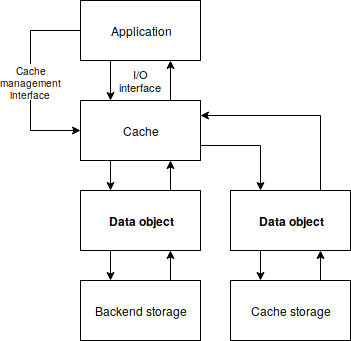 Application
I/O
interface
Cache
management
Interface
Cache
Data object
Data object
Backend storage
Cache storage